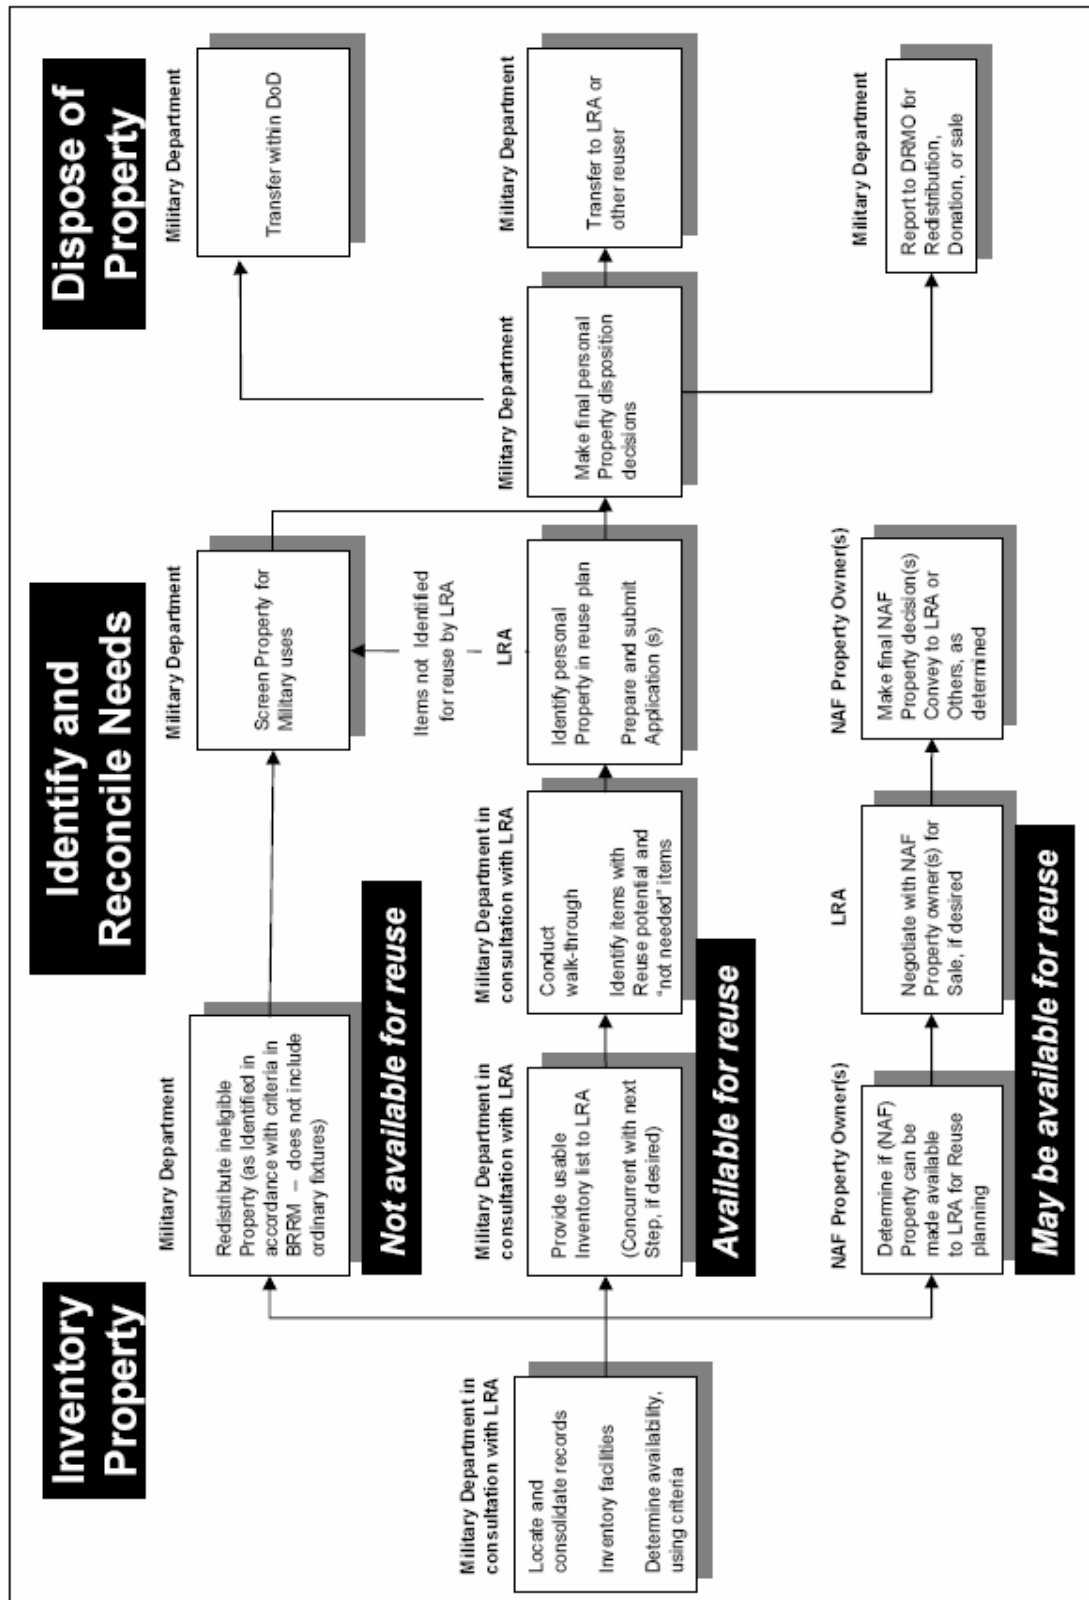 Inventory
Property
Identify and
Reconcile Needs
Dispose of
Property
Military Department in
consultation with LRA
Locate and
consolidate records
Inventory facilities
Determine availability,
using criteria
Military Department
Redistribute ineligible
Property (as Identified in
accordance with criteria in
BRRM – does not include
ordinary fixtures)
Not available for reuse
Military Department
Screen Property for
Military uses
Items not Identified
for reuse by LRA
Military Department
Transfer within DoD
Military Department in
consultation with LRA
Provide usable
Inventory list to LRA
(Concurrent with next
Step, if desired)
Available for reuse
Military Department in
consultation with LRA
Conduct
walk-through
Identify items with
Reuse potential and
"not needed" items
LRA
Identify personal
Property in reuse plan
Prepare and submit
Application (s)
Military Department
Make final personal
Property disposition
decisions
Military Department
Transfer to LRA or
other reuser
NAF Property Owner(s)
Determine if (NAF)
Property can be
made available
to LRA for Reuse
planning
May be available for reuse
LRA
Negotiate with NAF
Property owner(s) for
Sale, if desired
NAF Property Owner(s)
Make final NAF
Property decision(s)
Convey to LRA or
Others, as
determined
Military Department
Report to DRMO for
Redistribution,
Donation, or sale